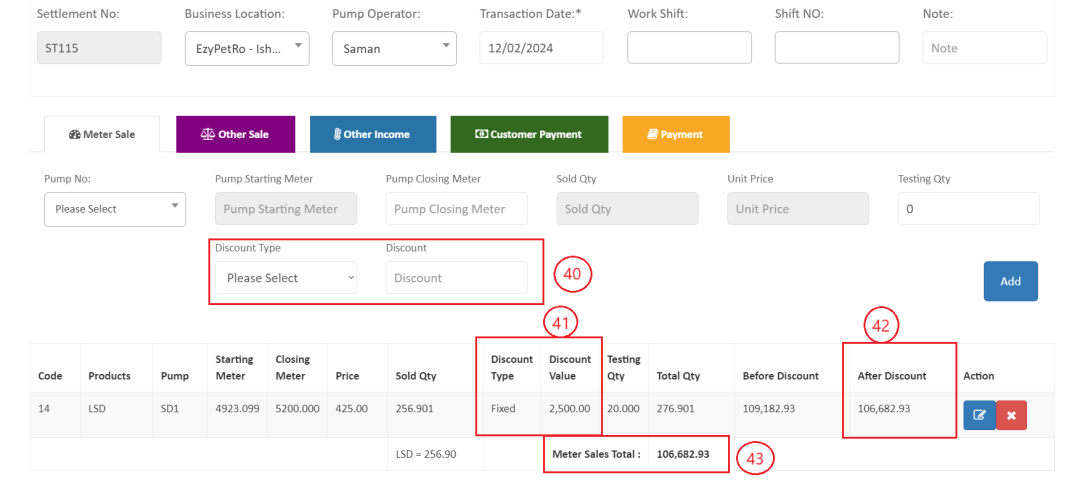 Settlement No: Business Location: Pump Operator: Transaction Date:* Work Shift: Shift NO: Note:
ST115 EzyPetRo - Ish... Saman 12/02/2024 Note
Meter Sale Other Sale Other Income Customer Payment Payment
Pump No: Pump Starting Meter Pump Closing Meter Sold Qty Unit Price Testing Qty
Please Select Pump Starting Meter Pump Closing Meter Sold Qty Unit Price 0
Discount Type Discount
Please Select Discount 40 Add
41 42
Code Products Pump Starting Meter Closing Meter Price Sold Qty Discount Type Discount Value Testing Qty Total Qty Before Discount After Discount Action
14 LSD SD1 4923.099 5200.000 425.00 256.901 Fixed 2,500.00 20.000 276.901 109,182.93 106,682.93
LSD = 256.90 Meter Sales Total : 106,682.93 43